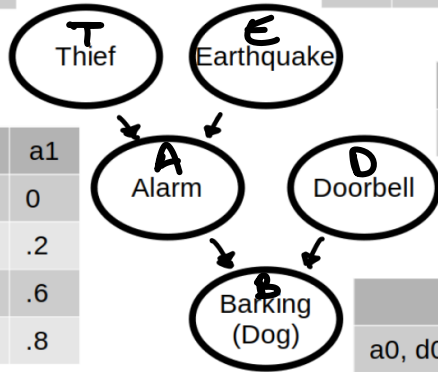 T
E
Thief
Earthquake
a1
A
D
0
Alarm
Doorbell
.2
B
.6
Barking
(Dog)
.8
a0, d0